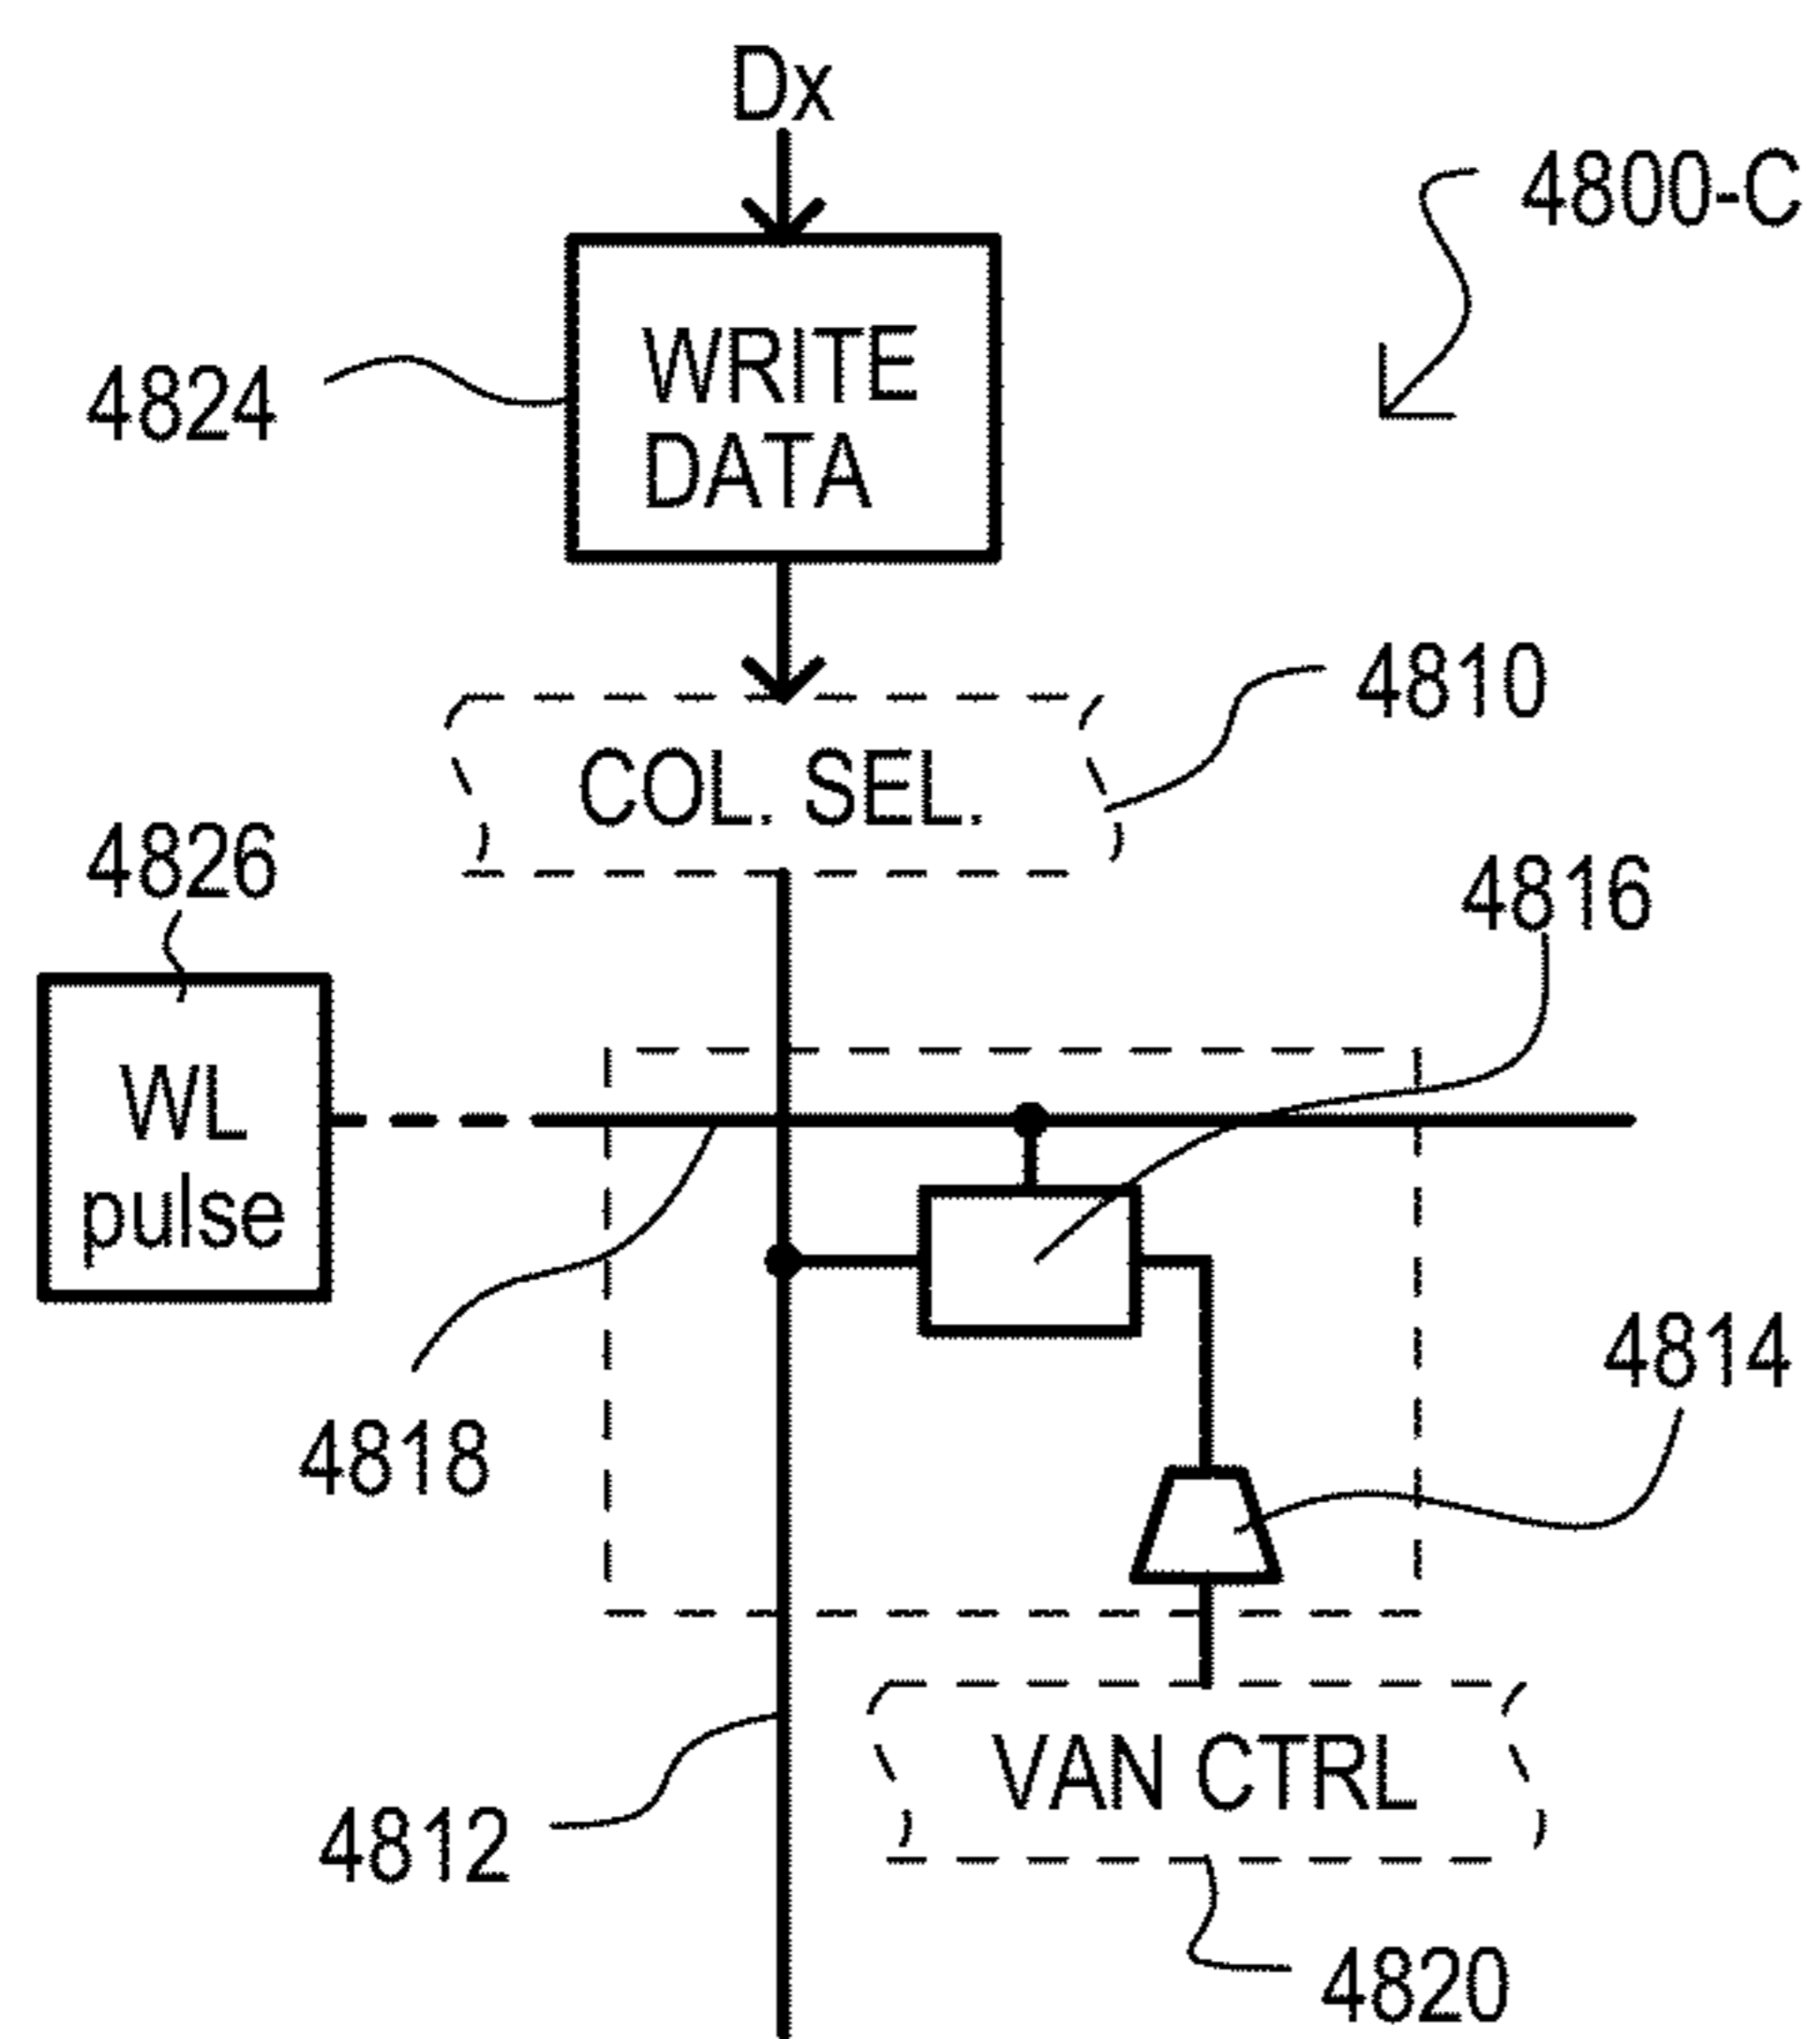 Dx
4800-C
WRITE
DATA
4824
4810
COL. SEL.
4826
4816
WL
pulse
4814
4818
VAN CTRL
4812
4820